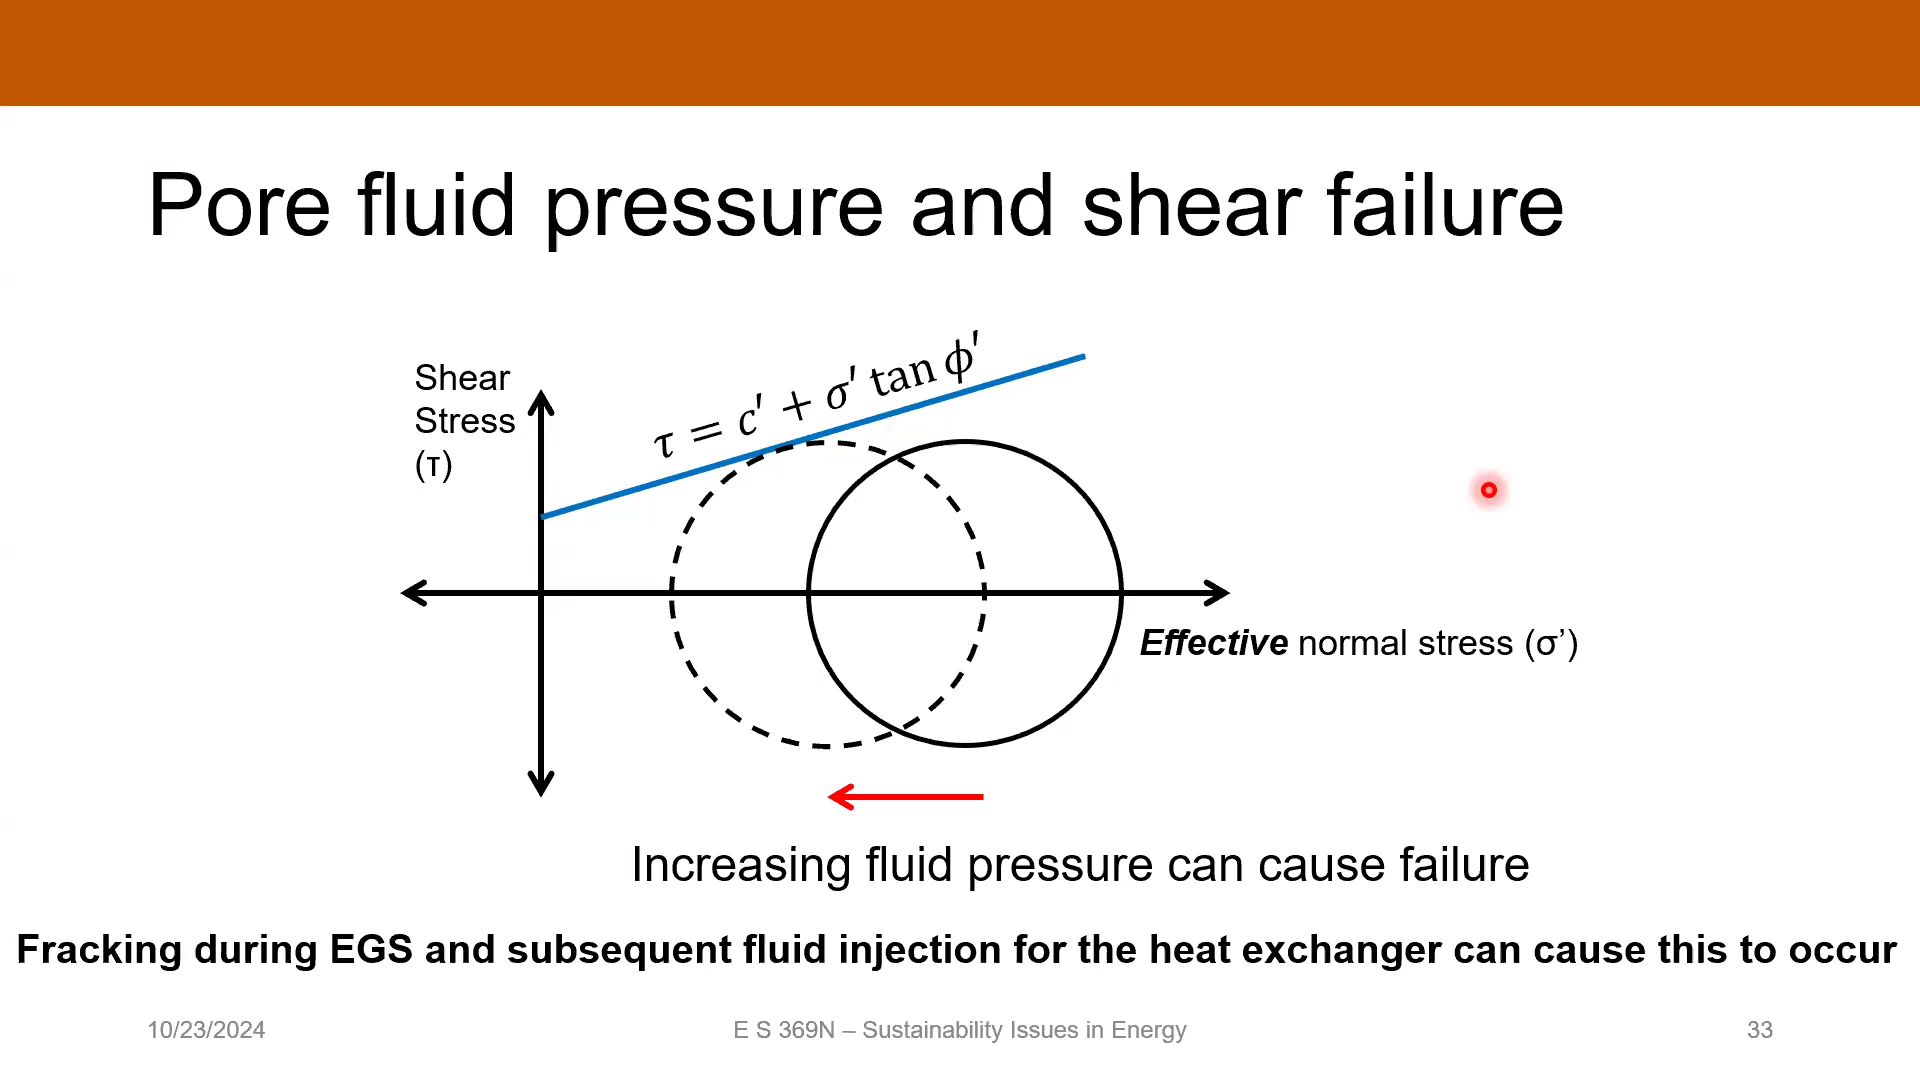 Pore fluid pressure and shear failure
Shear
Stress
(τ)
τ = c′ + σ′ tan ϕ′
Effective normal stress (σ’)
Increasing fluid pressure can cause failure
Fracking during EGS and subsequent fluid injection for the heat exchanger can cause this to occur
10/23/2024
E S 369N – Sustainability Issues in Energy
33